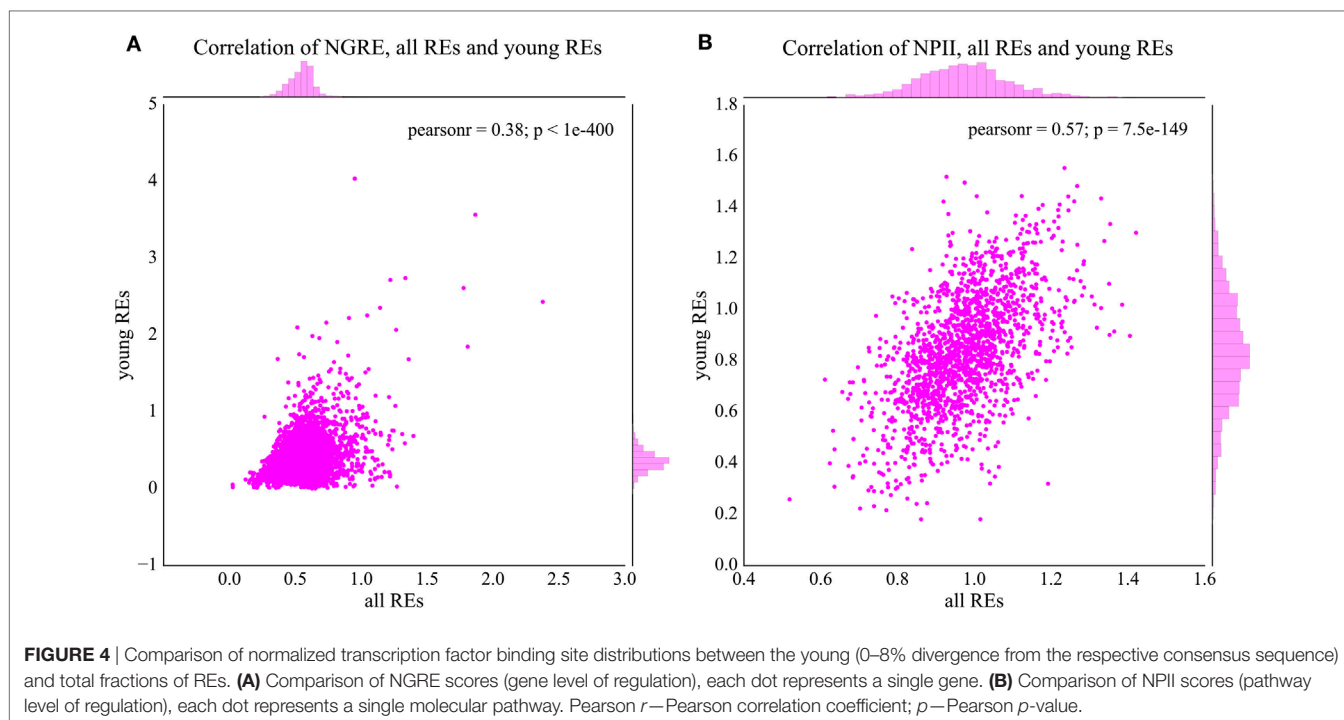 A
Correlation of NGRE, all REs and young REs
pearsonr = 0.38; p < 1e-400
5
4
3
2
1
0
−1
young REs
0.0 0.5 1.0 1.5 2.0 2.5 3.0
all REs
B
Correlation of NPII, all REs and young REs
pearsonr = 0.57; p = 7.5e-149
1.8
1.6
1.4
1.2
1.0
0.8
0.6
0.4
0.2
0.0
young REs
0.4 0.6 0.8 1.0 1.2 1.4 1.6
all REs
FIGURE 4 | Comparison of normalized transcription factor binding site distributions between the young (0–8% divergence from the respective consensus sequence)
and total fractions of REs. (A) Comparison of NGRE scores (gene level of regulation), each dot represents a single gene. (B) Comparison of NPII scores (pathway
level of regulation), each dot represents a single molecular pathway. Pearson r—Pearson correlation coefficient; p—Pearson p-value.